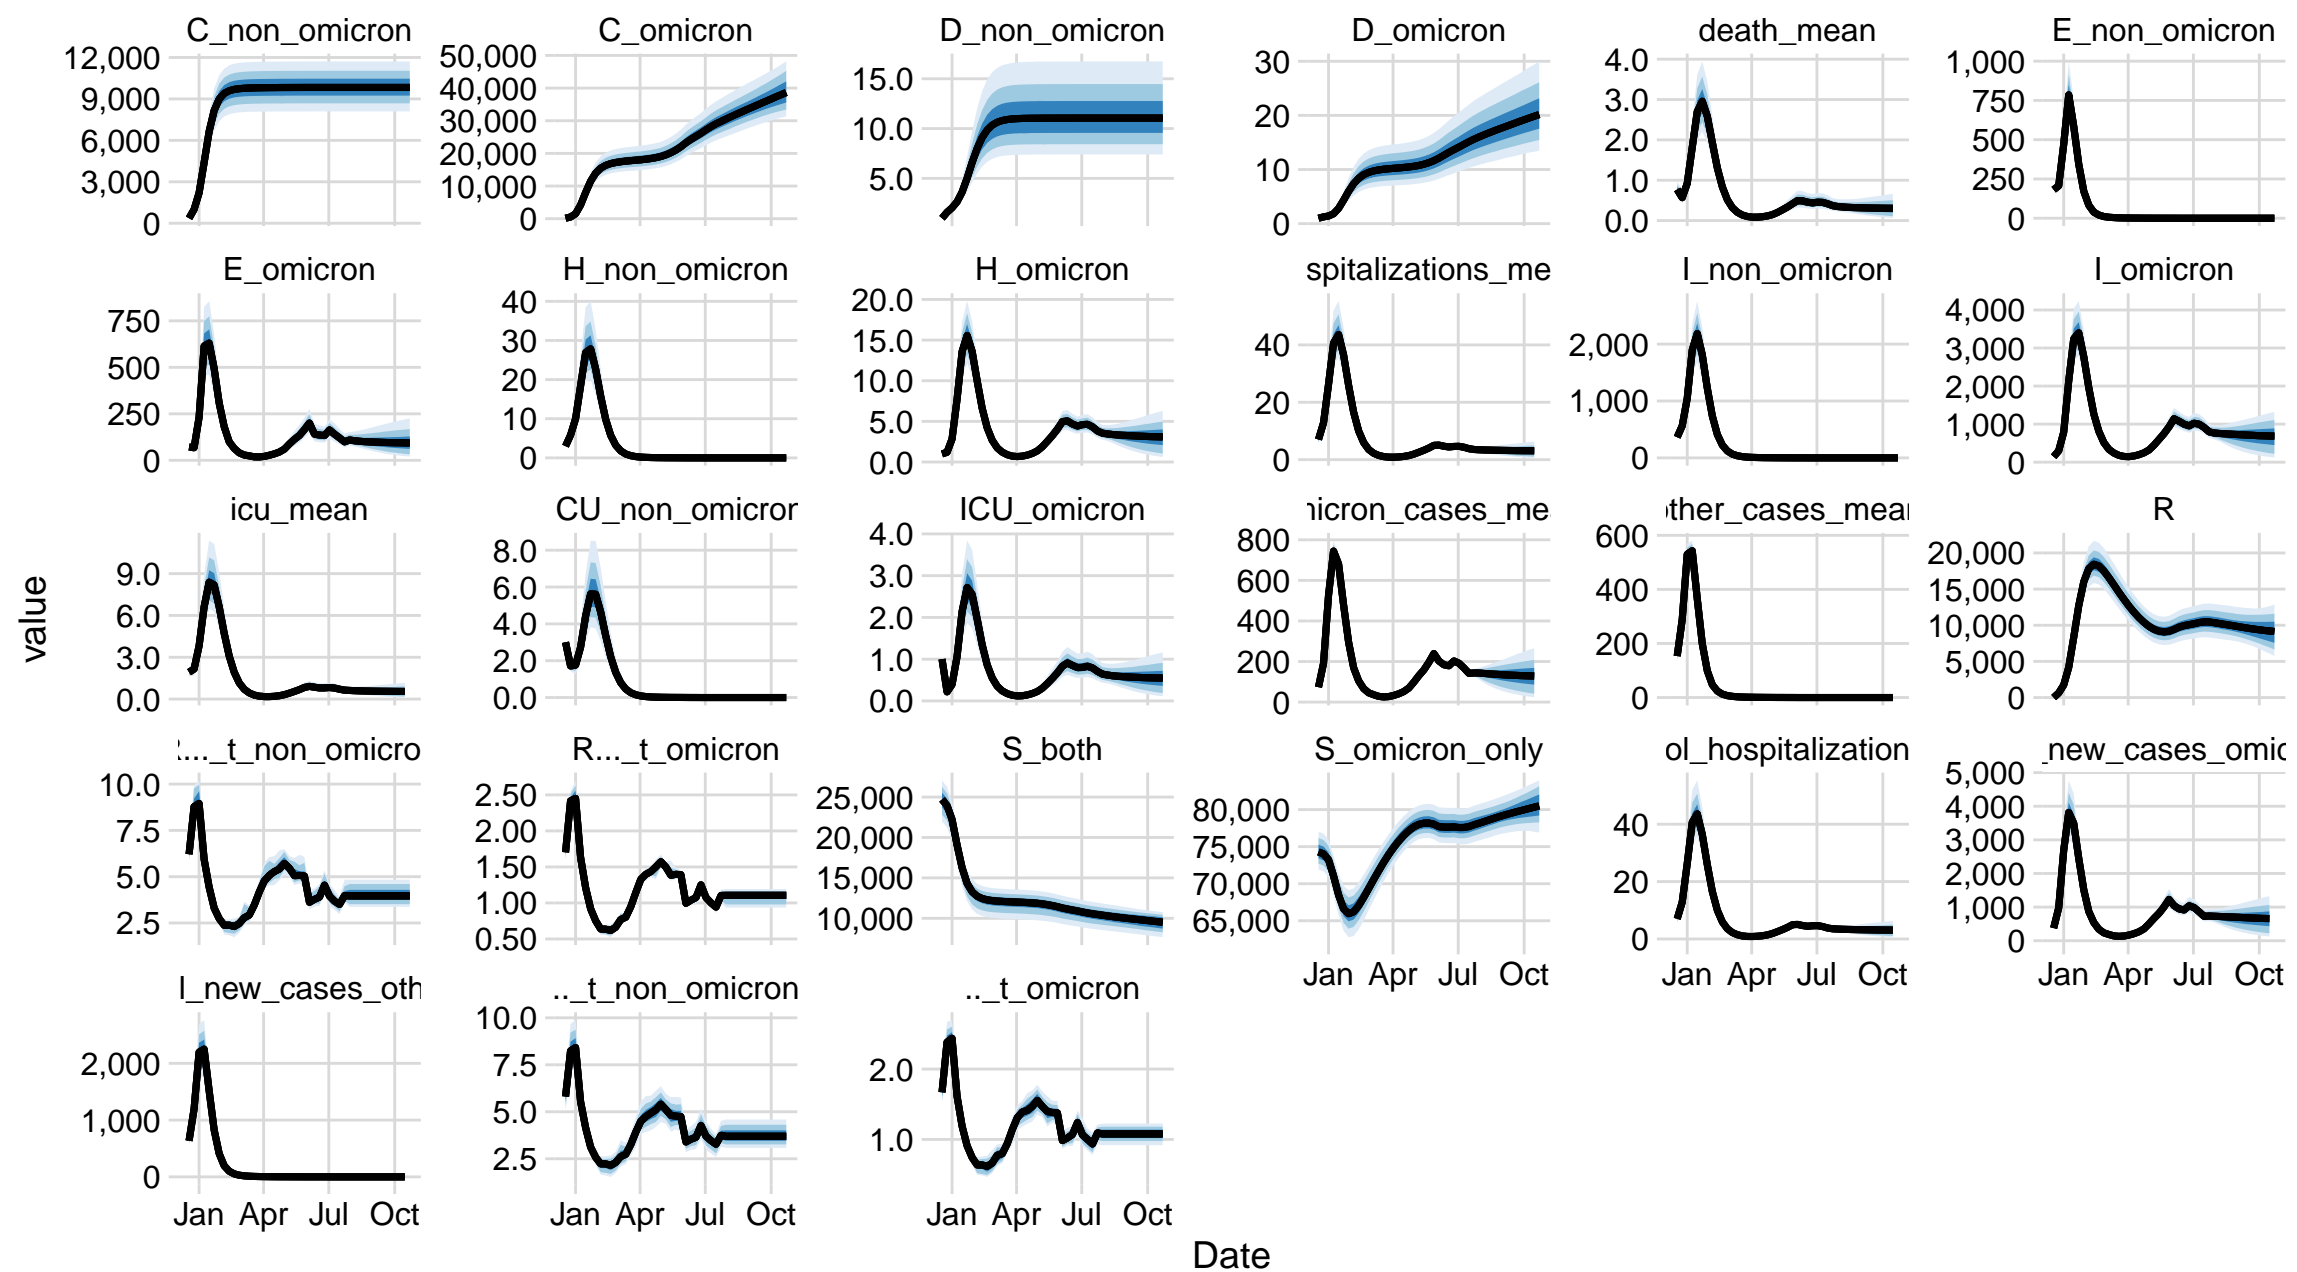 C_non_omicron C_omicron D_non_omicron D_omicron death_mean E_non_omicron
12,000 9,000 6,000 3,000 0
50,000 40,000 30,000 20,000 10,000 0
15.0 10.0 5.0
30 20 10 0
4.0 3.0 2.0 1.0 0.0
1,000 750 500 250 0
E_omicron H_non_omicron H_omicron spitalizations_me I_non_omicron I_omicron
750 500 250 0
40 30 20 10 0
20.0 15.0 10.0 5.0 0.0
40 20 0
2,000 1,000 0
4,000 3,000 2,000 1,000 0
icu_mean CU_non_omicron ICU_omicron nicron_cases_me ther_cases_mea R
9.0 6.0 3.0 0.0
8.0 6.0 4.0 2.0 0.0
4.0 3.0 2.0 1.0 0.0
800 600 400 200 0
600 400 200 0
20,000 15,000 10,000 5,000 0
value
..._t_non_omicro R..._t_omicron S_both S_omicron_only ol_hospitalization _new_cases_omic
10.0 7.5 5.0 2.5
2.50 2.00 1.50 1.00 0.50
25,000 20,000 15,000 10,000
80,000 75,000 70,000 65,000
40 20 0
5,000 4,000 3,000 2,000 1,000 0
Jan Apr Jul Oct Jan Apr Jul Oct Jan Apr Jul Oct
l_new_cases_oth .._t_non_omicron .._t_omicron
2,000 1,000 0
10.0 7.5 5.0 2.5
2.0 1.0
Jan Apr Jul Oct Jan Apr Jul Oct Jan Apr Jul Oct
Date